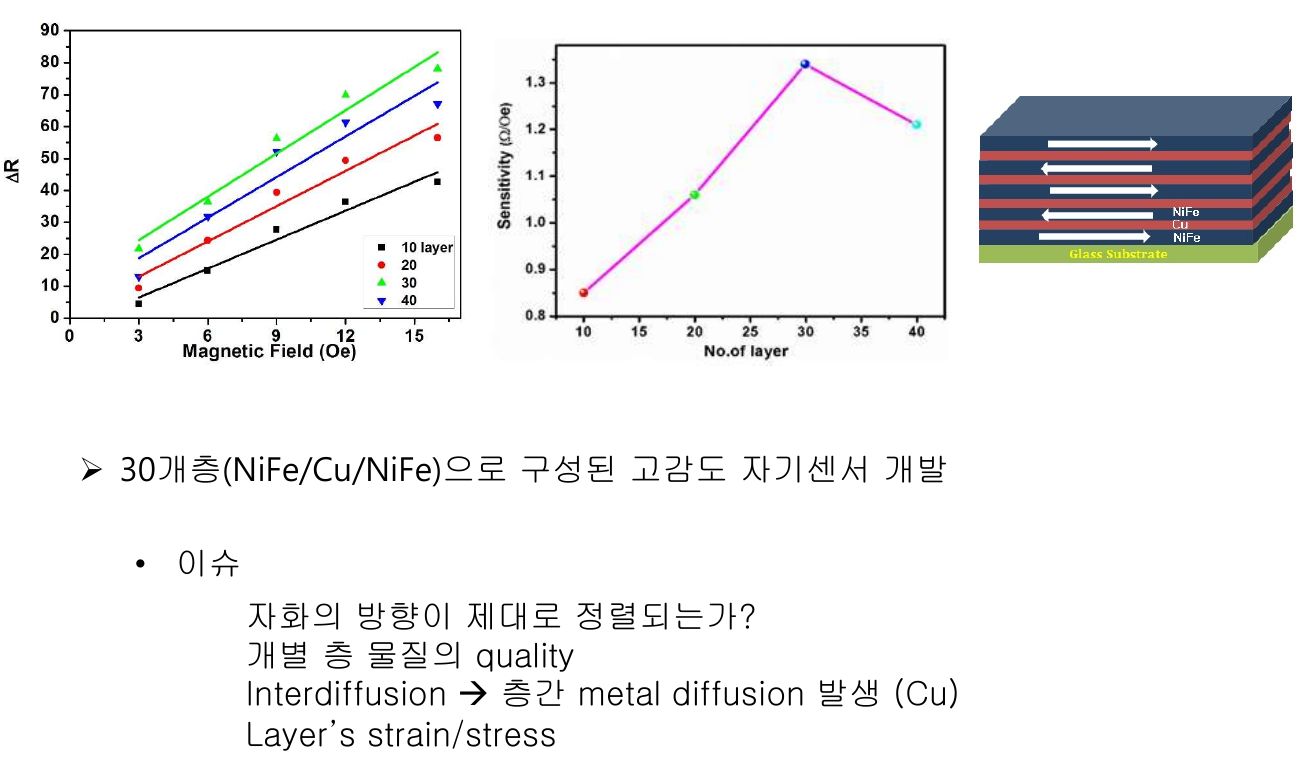 90
80
70
60
50
40
30
20
10
0
ΔR
0 3 6 9 12 15
Magnetic Field (Oe)
10 layer
20
30
40
1.3
1.2
1.1
1.0
0.9
0.8
Sensitivity (Ω/Oe)
10 15 20 25 30 35 40
No.of layer
NiFe
Cu
NiFe
Glass Substrate
➢ 30개층(NiFe/Cu/NiFe)으로 구성된 고감도 자기센서 개발
• 이슈
자화의 방향이 제대로 정렬되는가?
개별 층 물질의 quality
Interdiffusion → 층간 metal diffusion 발생 (Cu)
Layer's strain/stress